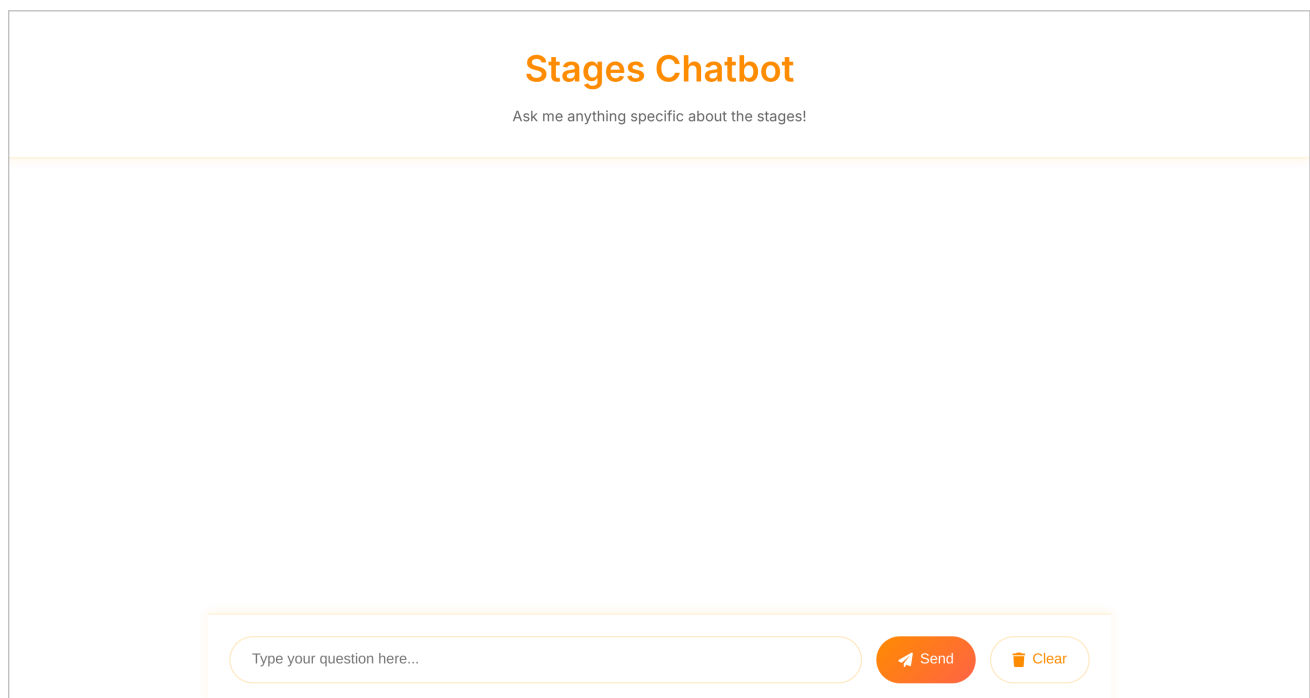 Stages Chatbot
Ask me anything specific about the stages!
Type your question here...
Send
Clear